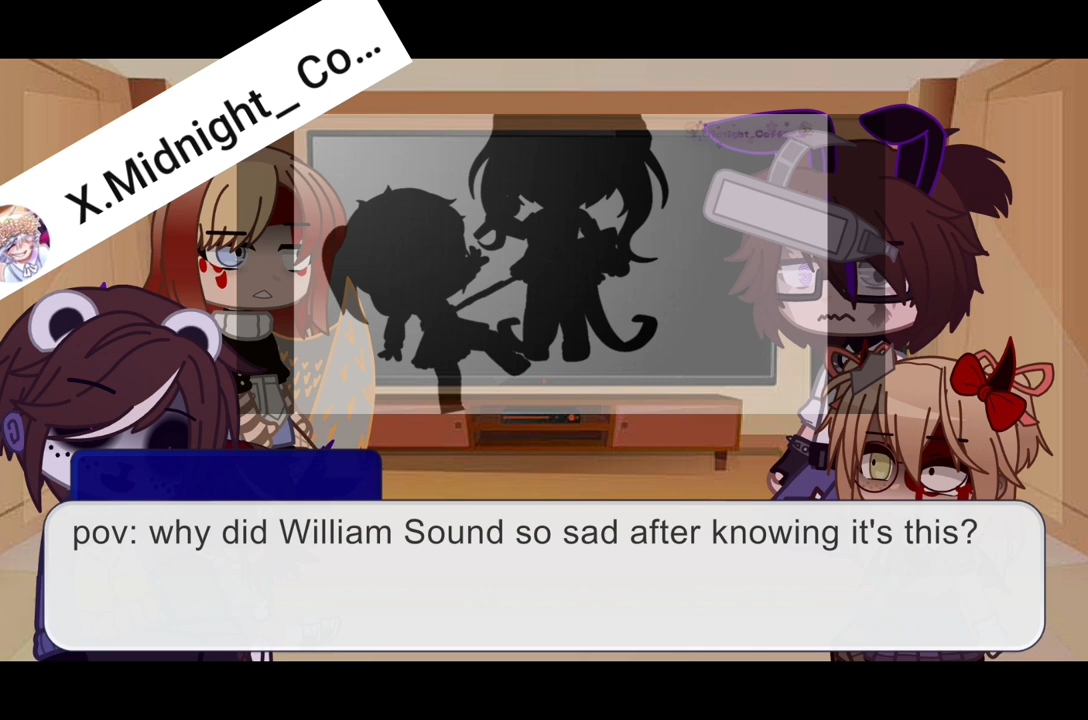 X.Midnight_ Co...
pov: why did William Sound so sad after knowing it's this?